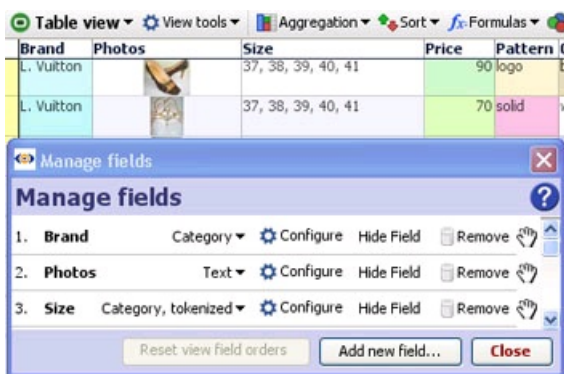 Table view View tools Aggregation Sort fx Formulas
Brand Photos Size Price Pattern
L. Vuitton 37, 38, 39, 40, 41 90 logo
L. Vuitton 37, 38, 39, 40, 41 70 solid
Manage fields
Manage fields ?
1. Brand Category Configure Hide Field Remove
2. Photos Text Configure Hide Field Remove
3. Size Category, tokenized Configure Hide Field Remove
Reset view field orders Add new field... Close